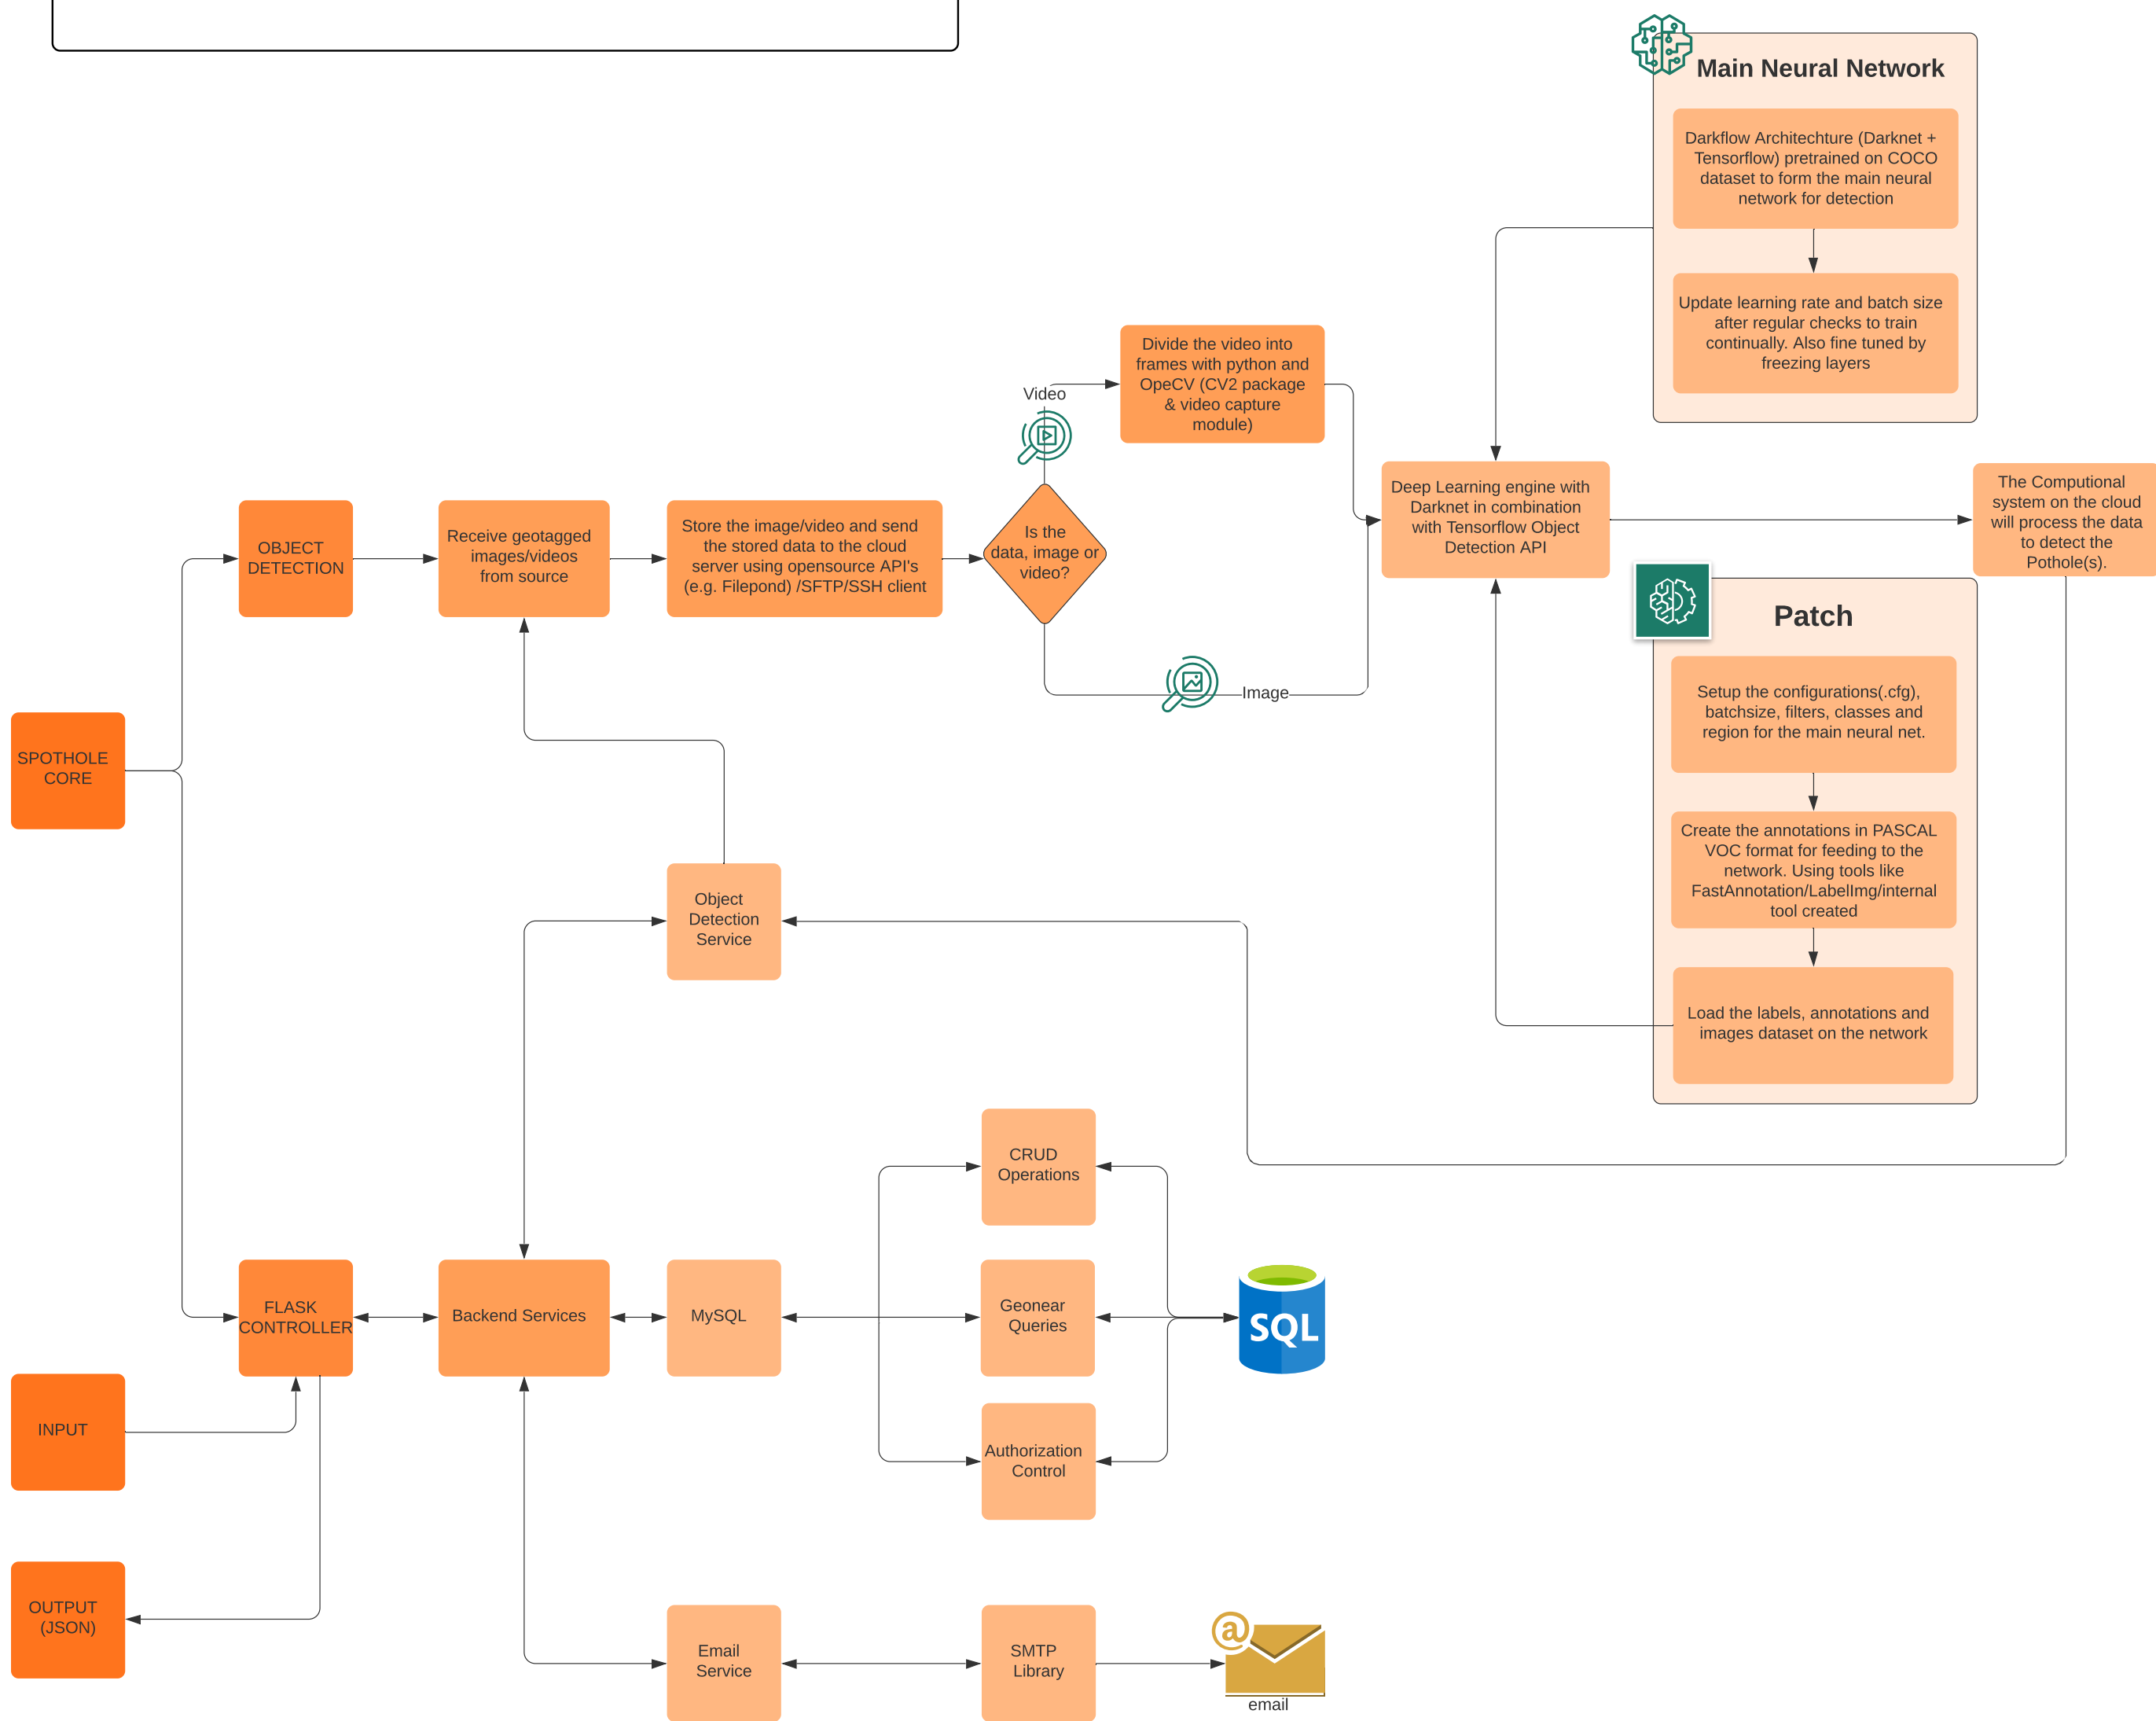 Main Neural Network
Darkflow Architechture (Darknet +
Tensorflow) pretrained on COCO
dataset to form the main neural
network for detection
Update learning rate and batch size
after regular checks to train
continually. Also fine tuned by
freezing layers
Divide the video into
frames with python and
OpeCV (CV2 package
& video capture
module)
Video
Deep Learning engine with
Darknet in combination
with Tensorflow Object
Detection API
The Computional
system on the cloud
will process the data
to detect the
Pothole(s).
OBJECT
DETECTION
Receive geotagged
images/videos
from source
Store the image/video and send
the stored data to the cloud
server using opensource API's
(e.g. Filepond) /SFTP/SSH client
Is the
data, image or
video?
Image
Patch
Setup the configurations(.cfg),
batchsize, filters, classes and
region for the main neural net.
Create the annotations in PASCAL
VOC format for feeding to the
network. Using tools like
FastAnnotation/LabelImg/internal
tool created
Load the labels, annotations and
images dataset on the network
SPOTHOLE
CORE
Object
Detection
Service
CRUD
Operations
FLASK
CONTROLLER
Backend Services
MySQL
Geonear
Queries
SQL
Authorization
Control
INPUT
OUTPUT
(JSON)
Email
Service
SMTP
Library
@
email